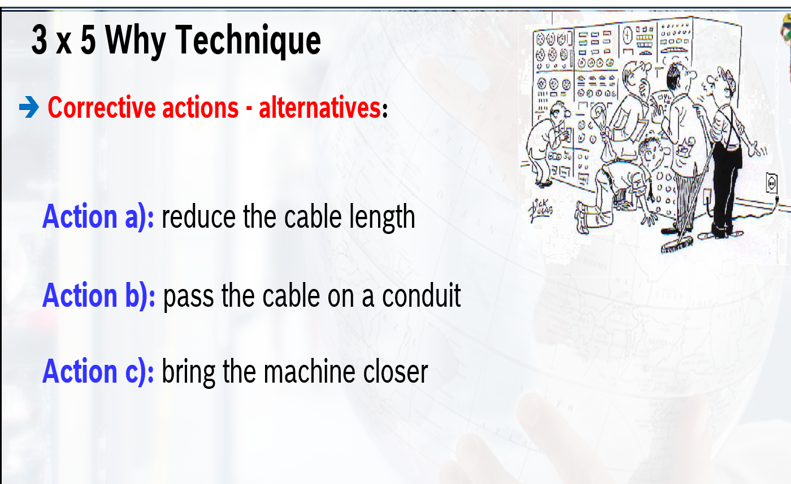 3 x 5 Why Technique
➔ Corrective actions - alternatives:
Action a): reduce the cable length
Action b): pass the cable on a conduit
Action c): bring the machine closer